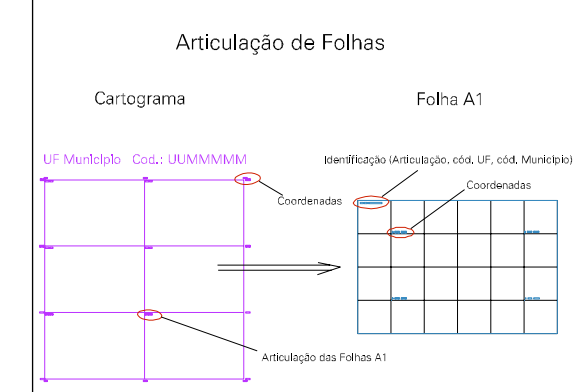 Articulação de Folhas
Cartograma
Folha A1
UF Município Cod.: UUMMMMM
Identificação (Articulação, cód. UF, cód. Município)
Coordenadas
Coordenadas
Articulação das Folhas A1